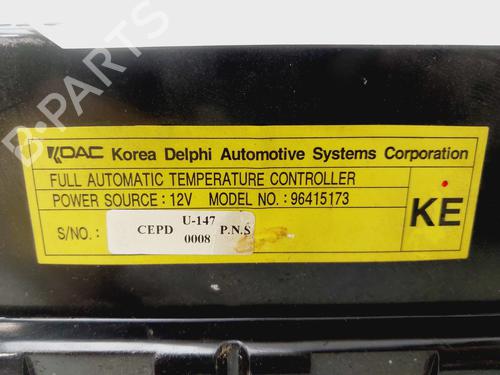 KDAC Korea Delphi Automotive Systems Corporation
FULL AUTOMATIC TEMPERATURE CONTROLLER
POWER SOURCE : 12V MODEL NO. : 96415173
KE
S/NO. : CEPD U-147 0008 P.N.S
B-PARTS